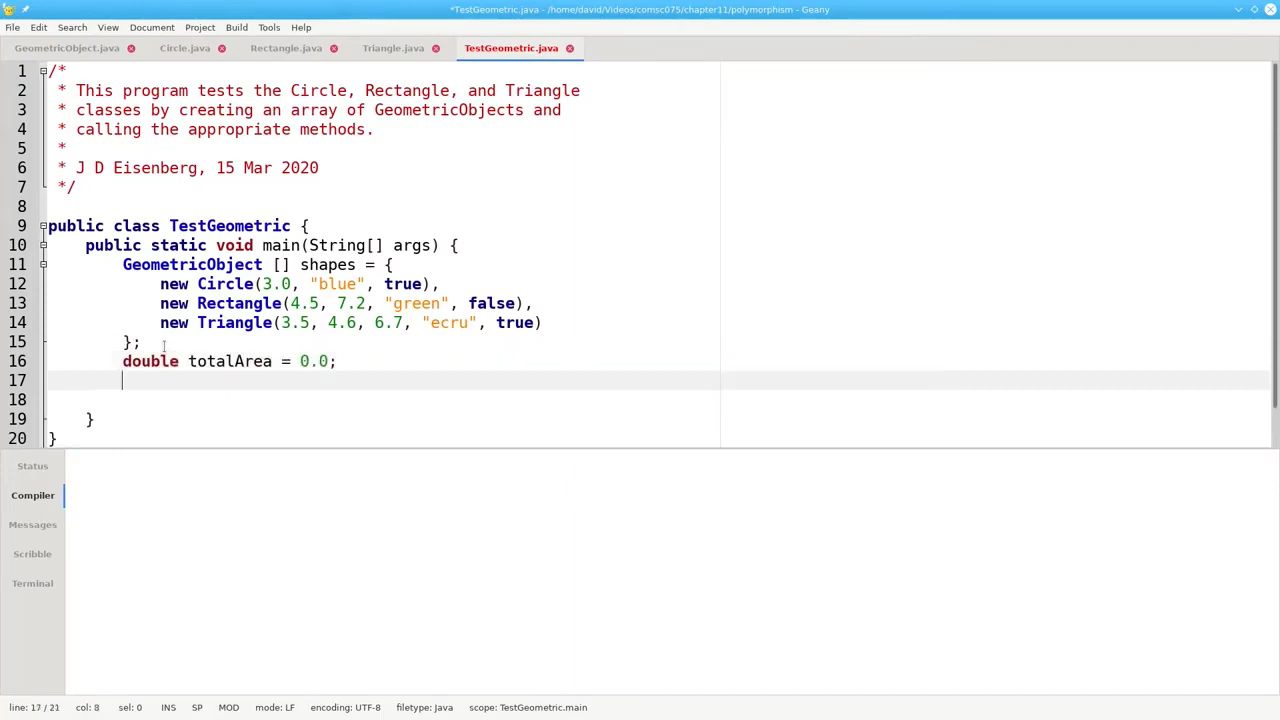 *TestGeometric.java - /home/david/Videos/comsc075/chapter11/polymorphism - Geany
File Edit Search View Document Project Build Tools Help
GeometricObject.java Circle.java Rectangle.java Triangle.java TestGeometric.java
1 /*
2 * This program tests the Circle, Rectangle, and Triangle
3 * classes by creating an array of GeometricObjects and
4 * calling the appropriate methods.
5 *
6 * J D Eisenberg, 15 Mar 2020
7 */
8
9 public class TestGeometric {
10 public static void main(String[] args) {
11 GeometricObject [] shapes = {
12 new Circle(3.0, "blue", true),
13 new Rectangle(4.5, 7.2, "green", false),
14 new Triangle(3.5, 4.6, 6.7, "ecru", true)
15 };
16 double totalArea = 0.0;
17
18
19 }
20 }
Status
Compiler
Messages
Scribble
Terminal
line: 17 / 21 col: 8 sel: 0 INS SP MOD mode: LF encoding: UTF-8 filetype: Java scope: TestGeometric.main